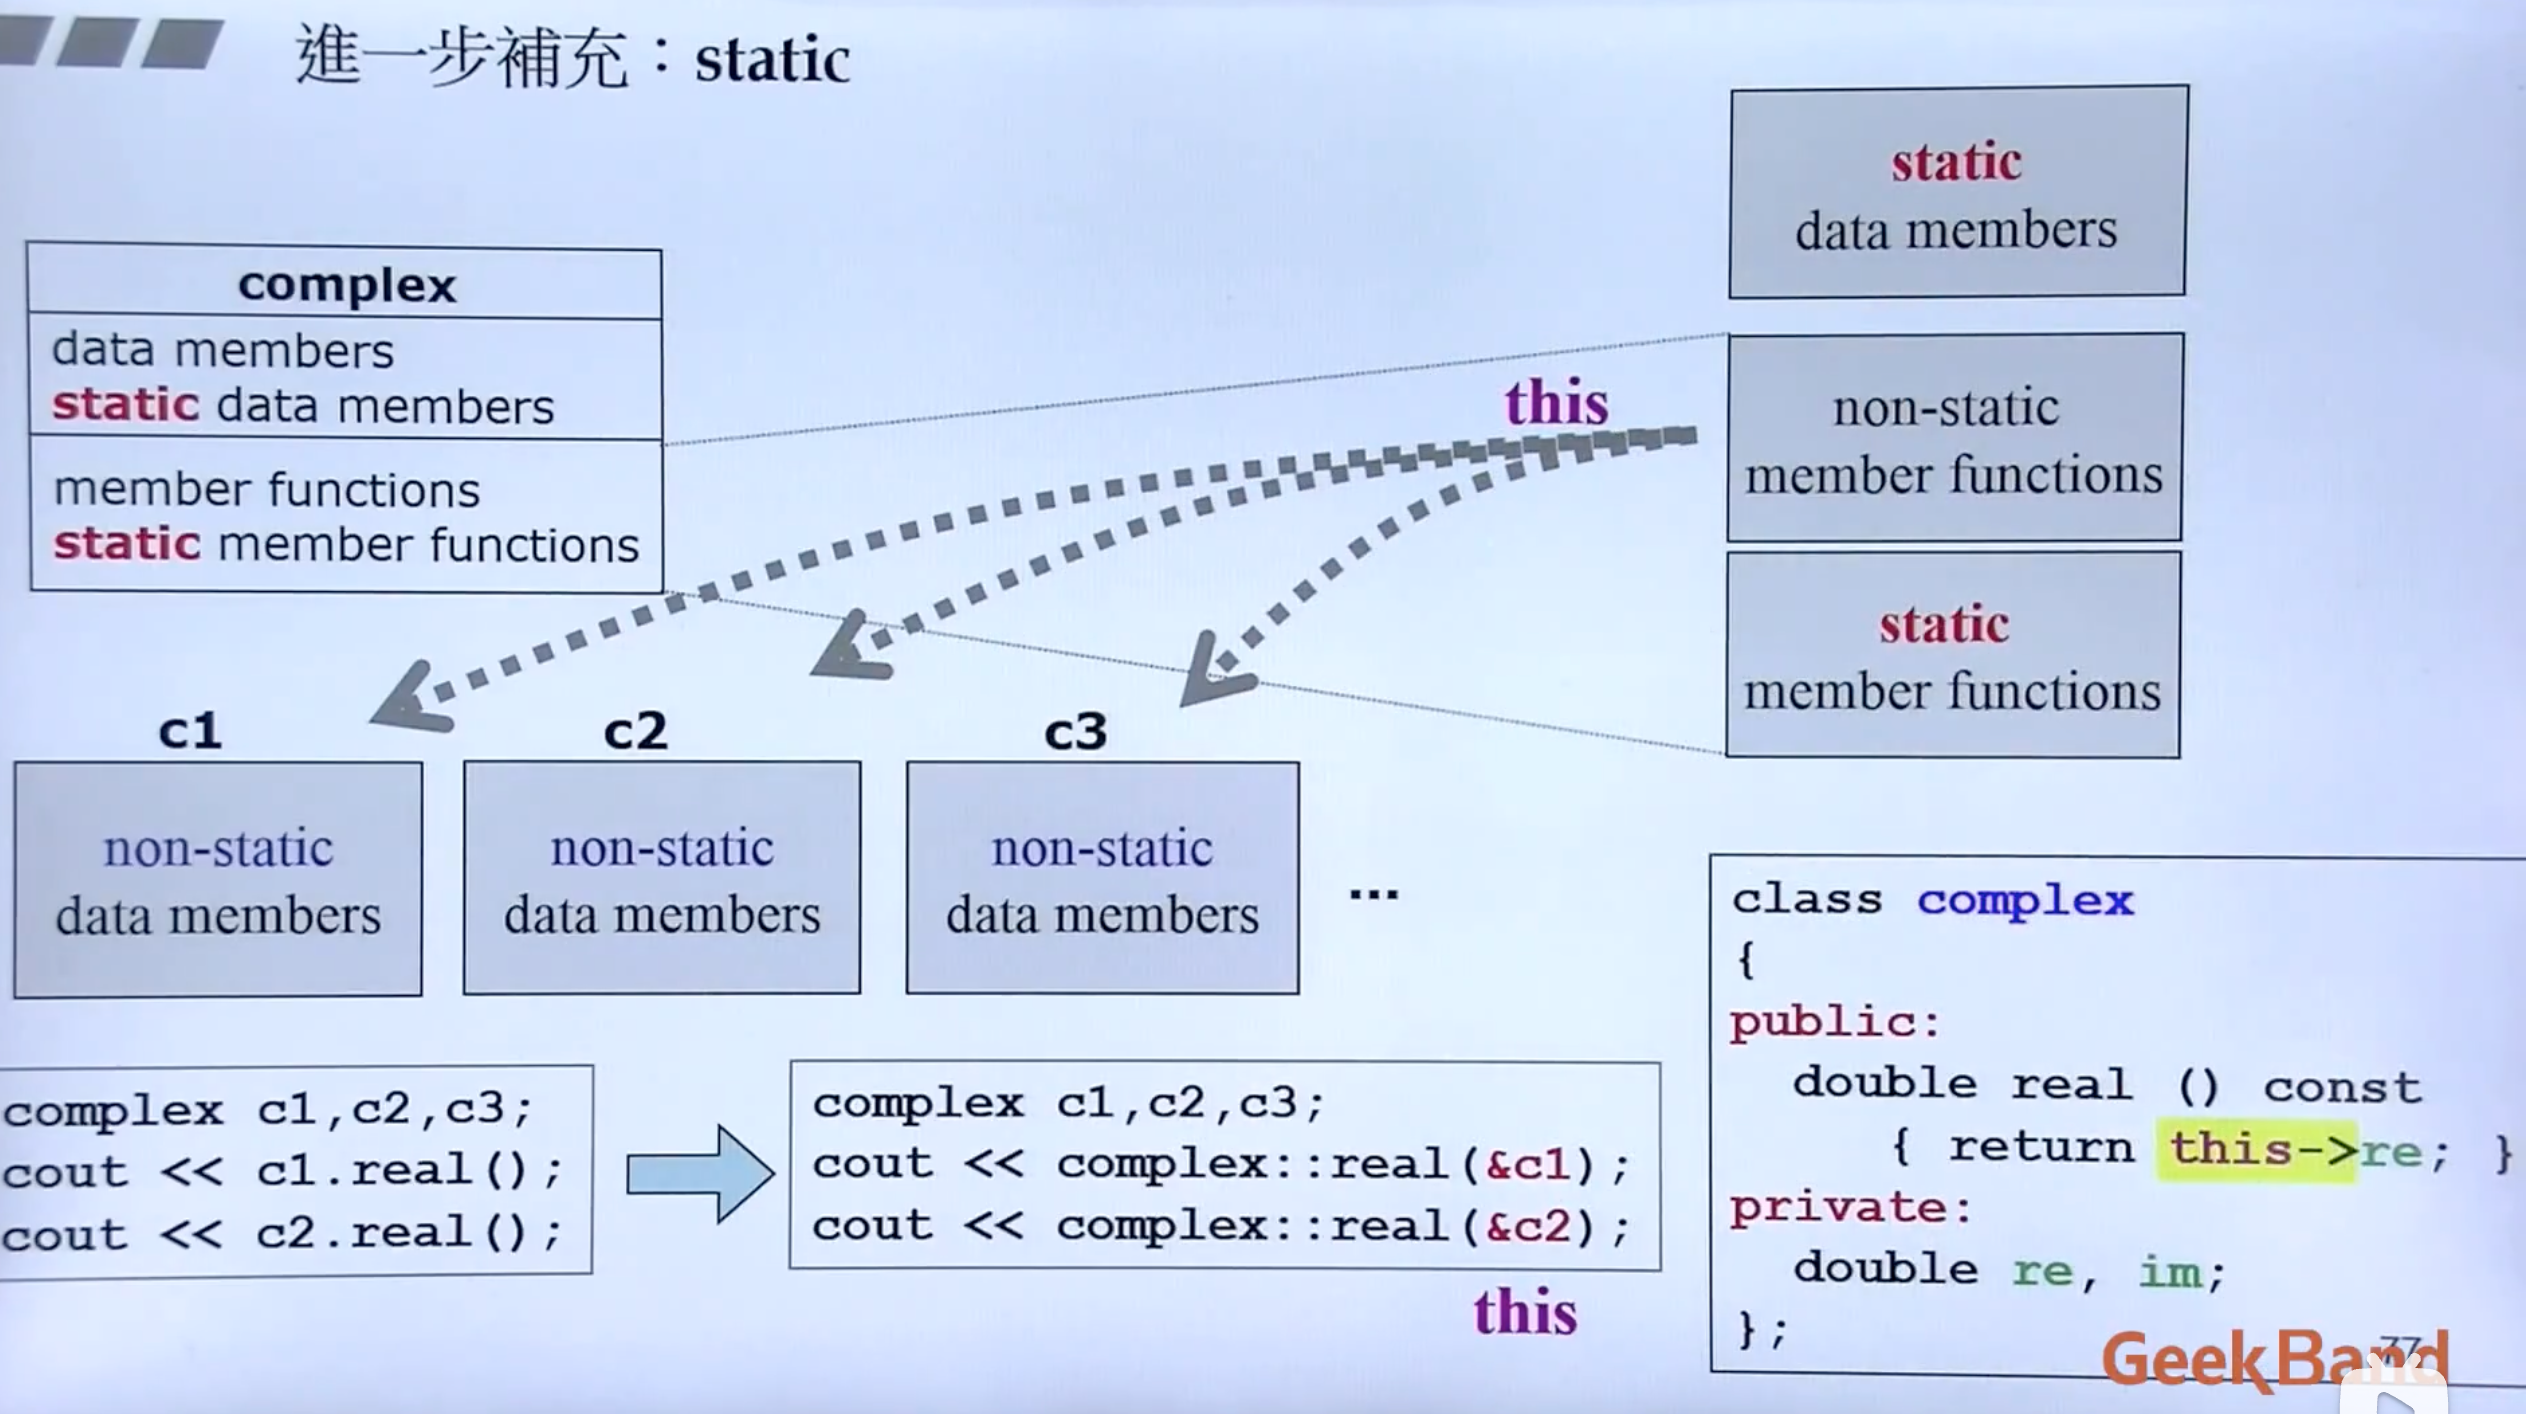 進一步補充：static
static
data members
complex
data members
static data members
member functions
static member functions
this
non-static
member functions
static
member functions
c1
c2
c3
non-static
data members
non-static
data members
non-static
data members
...
complex c1,c2,c3;
cout << c1.real();
cout << c2.real();
complex c1,c2,c3;
cout << complex::real(&c1);
cout << complex::real(&c2);
this
class complex
{
public:
double real () const
{ return this->re; }
private:
double re, im;
};
77
GeekBand